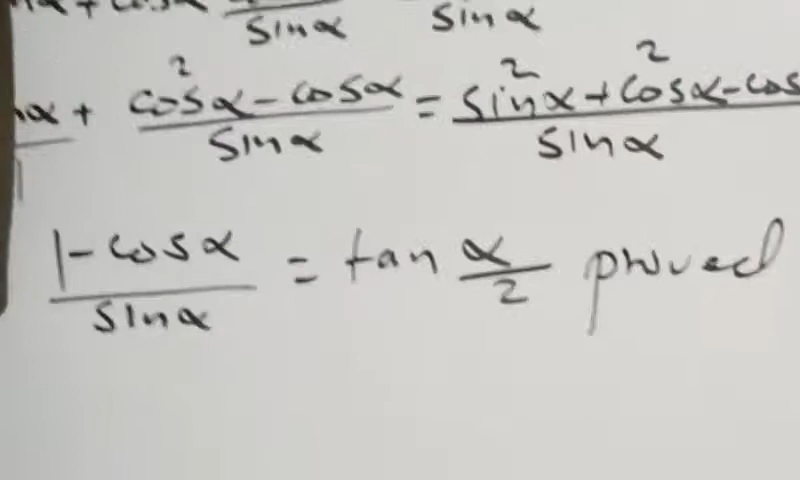 sinα sinα
α + cos²α - cosα / sinα = sin²α + cos²α - cos / sinα
1 - cosα / sinα = tan α/2 proved